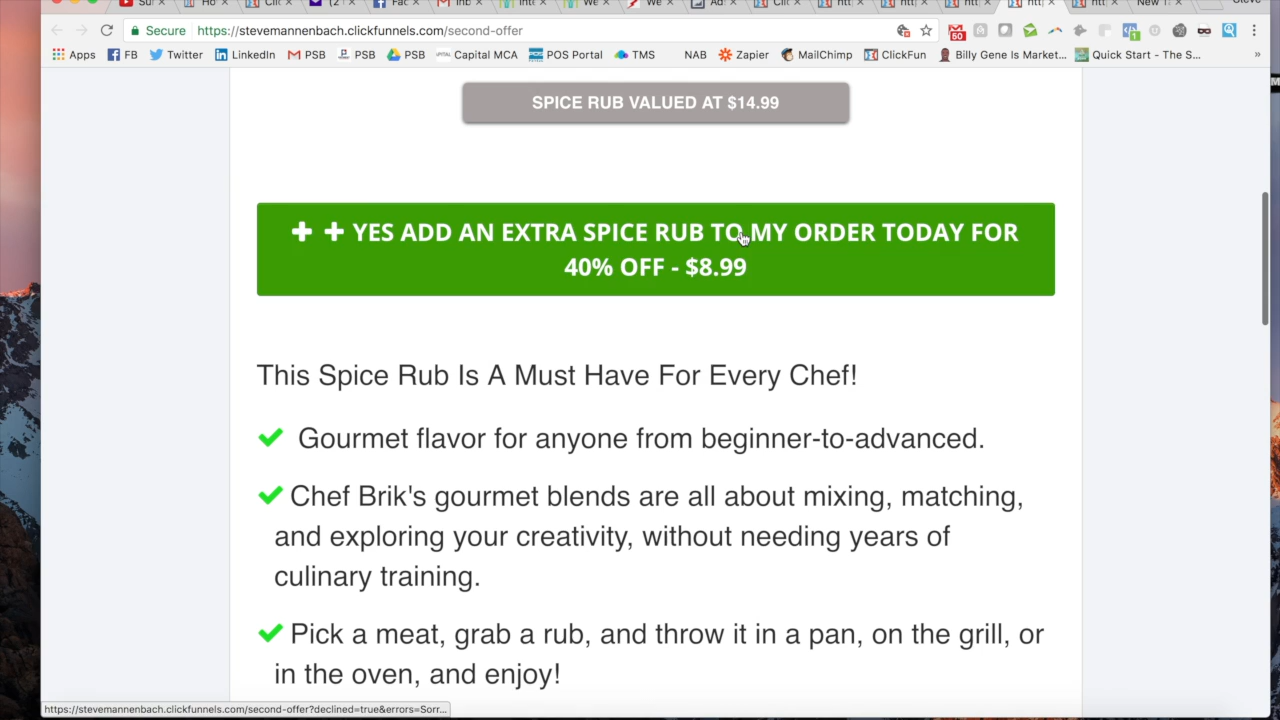 Secure https://stevemannenbach.clickfunnels.com/second-offer
50
1
Apps FB Twitter LinkedIn MSP PSB PSB PSB Capital MCA POS Portal TMS NAB Zapier MailChimp ClickFun Billy Gene Is Market... Quick Start - The S... »
SPICE RUB VALUED AT $14.99
YES ADD AN EXTRA SPICE RUB TO MY ORDER TODAY FOR
40% OFF - $8.99
This Spice Rub Is A Must Have For Every Chef!
Gourmet flavor for anyone from beginner-to-advanced.
Chef Brik's gourmet blends are all about mixing, matching,
and exploring your creativity, without needing years of
culinary training.
Pick a meat, grab a rub, and throw it in a pan, on the grill, or
in the oven, and enjoy!
https://stevemannenbach.clickfunnels.com/second-offer?declined=true&errors=Sorr...